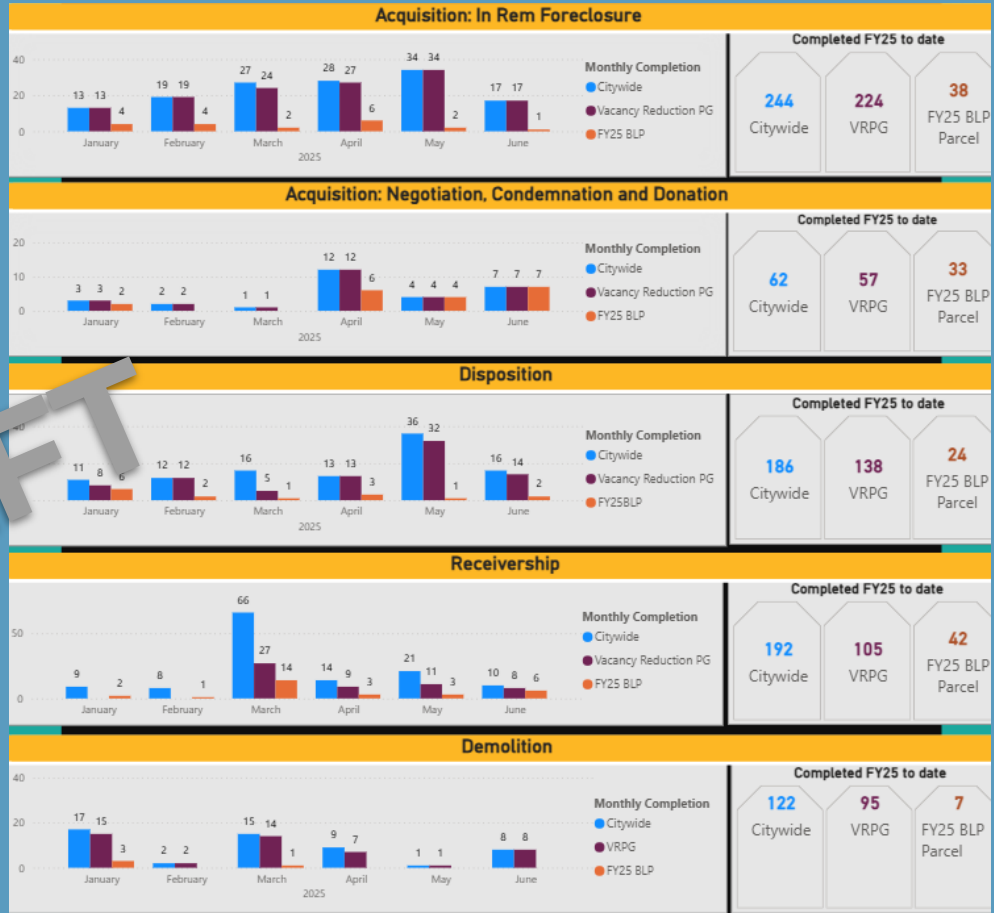 Acquisition: In Rem Foreclosure
40
20
0
13 13 4
19 19 4
27 24 2
28 27 6
34 34 2
17 17 1
January February March April May June
2025
Monthly Completion
Citywide
Vacancy Reduction PG
FY25 BLP
Completed FY25 to date
244
Citywide
224
VRPG
38
FY25 BLP
Parcel
Acquisition: Negotiation, Condemnation and Donation
20
10
0
3 3 2
2 2
1 1
12 12 6
4 4 4
7 7 7
January February March April May June
2025
Monthly Completion
Citywide
Vacancy Reduction PG
FY25 BLP
Completed FY25 to date
62
Citywide
57
VRPG
33
FY25 BLP
Parcel
Disposition
11 8 6
12 12 2
16 5 1
13 13 3
36 32 1
16 14 2
January February March April May June
2025
Monthly Completion
Citywide
Vacancy Reduction PG
FY25BLP
Completed FY25 to date
186
Citywide
138
VRPG
24
FY25 BLP
Parcel
FT
Receivership
50
0
9 2
8 1
66 27 14
14 9 3
21 11 3
10 8 6
January February March April May June
Monthly Completion
Citywide
Vacancy Reduction PG
FY25 BLP
Completed FY25 to date
192
Citywide
105
VRPG
42
FY25 BLP
Parcel
Demolition
40
20
0
17 15 3
2 2
15 14 1
9 7
1 1
8 8
January February March April May June
2025
Monthly Completion
Citywide
VRPG
FY25 BLP
Completed FY25 to date
122
Citywide
95
VRPG
7
FY25 BLP
Parcel